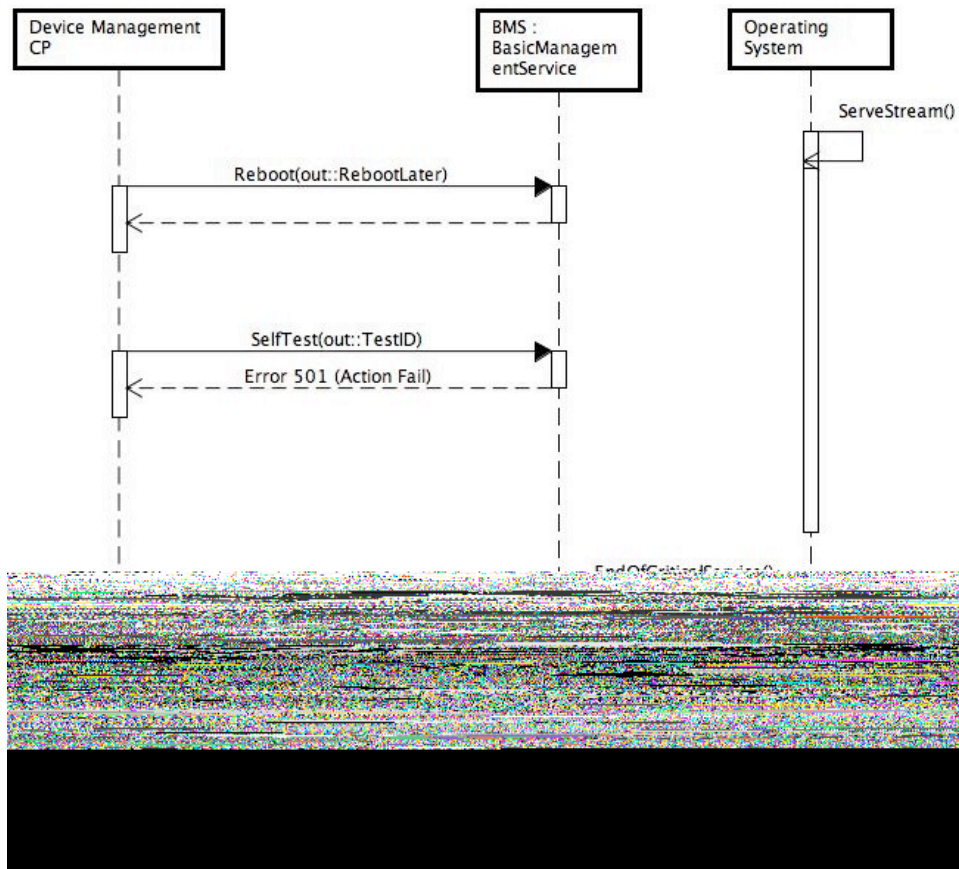 Device Management
CP
BMS :
BasicManagem
entService
Operating
System
ServeStream()
Reboot(out::RebootLater)
SelfTest(out::TestID)
Error 501 (Action Fail)
EndOfCriticalService()